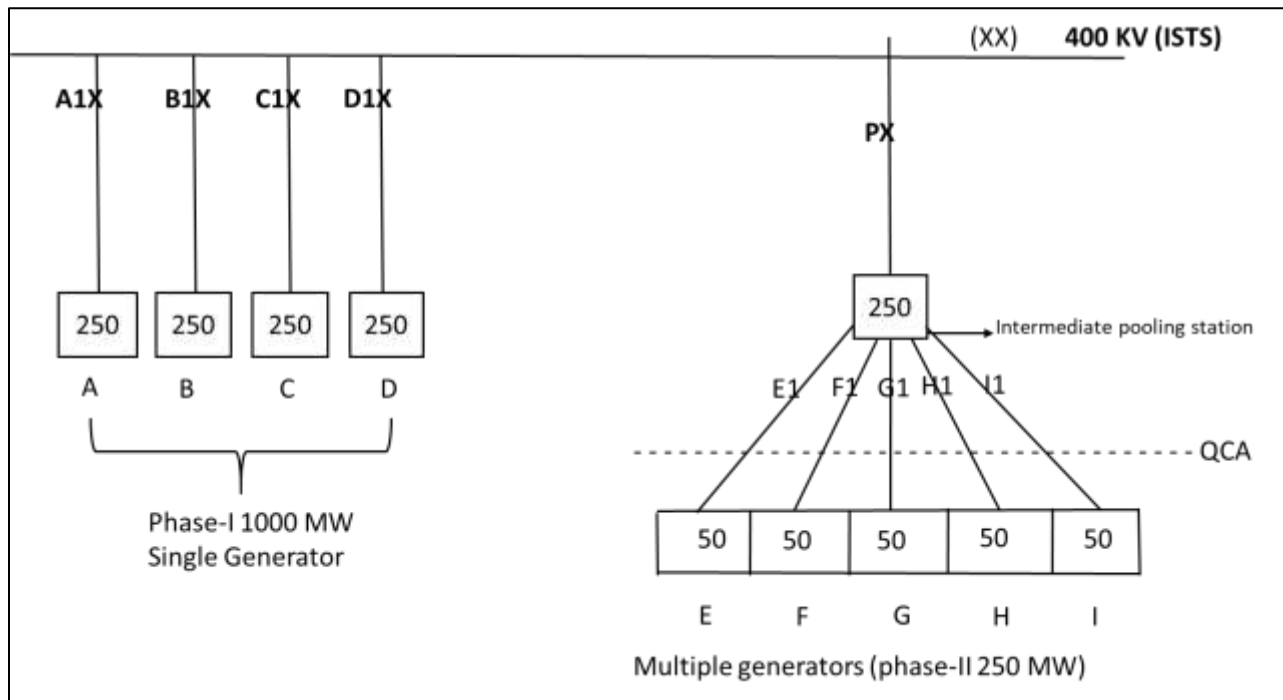 (XX) 400 KV (ISTS)
A1X B1X C1X D1X
PX
250 250 250 250
250
Intermediate pooling station
A B C D
E1 F1 G1 H1 I1
QCA
Phase-I 1000 MW
Single Generator
50 50 50 50 50
E F G H I
Multiple generators (phase-II 250 MW)